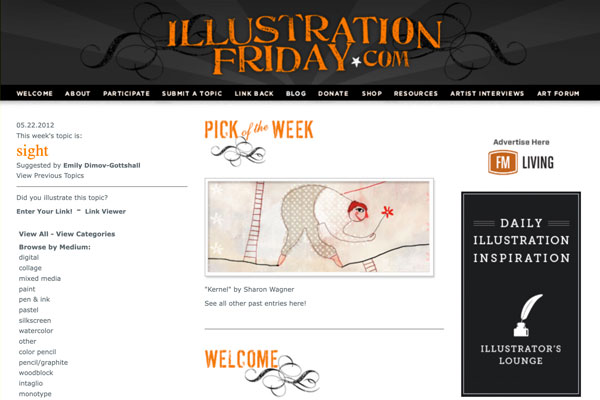 ILLUSTRATION
FRIDAY.COM
WELCOME ABOUT PARTICIPATE SUBMIT A TOPIC LINK BACK BLOG DONATE SHOP RESOURCES ARTIST INTERVIEWS ART FORUM
05.22.2012
This week's topic is:
sight
Suggested by Emily Dimov-Gottshall
View Previous Topics
Did you illustrate this topic?
Enter Your Link! - Link Viewer
View All - View Categories
Browse by Medium:
digital
collage
mixed media
paint
pen & ink
pastel
silkscreen
watercolor
other
color pencil
pencil/graphite
woodblock
intaglio
monotype
PICK of the WEEK
"Kernel" by Sharon Wagner
See all other past entries here!
WELCOME
Advertise Here
FM LIVING
DAILY
ILLUSTRATION
INSPIRATION
ILLUSTRATOR'S
LOUNGE